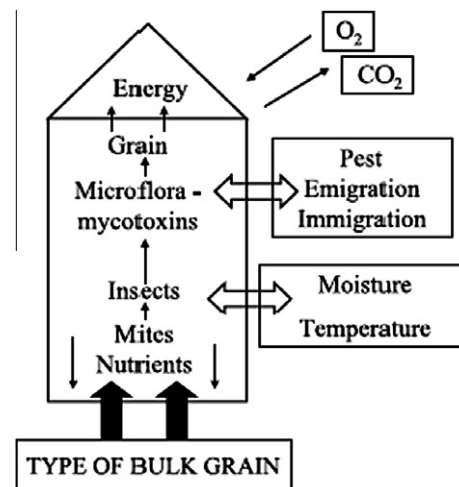 O₂
CO₂
Energy
Grain
Microflora -
mycotoxins
Insects
Mites
Nutrients
Pest
Emigration
Immigration
Moisture
Temperature
TYPE OF BULK GRAIN